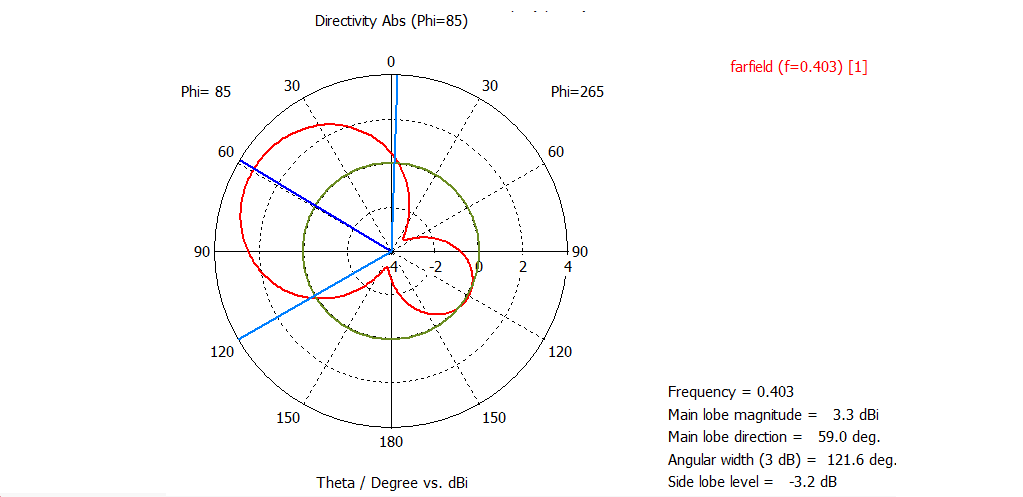 Directivity Abs (Phi=85)
farfield (f=0.403) [1]
0
Phi= 85
30
30
Phi=265
60
60
90
-4
-2
0
2
4
90
120
120
150
150
180
Frequency = 0.403
Main lobe magnitude = 3.3 dBi
Main lobe direction = 59.0 deg.
Angular width (3 dB) = 121.6 deg.
Side lobe level = -3.2 dB
Theta / Degree vs. dBi